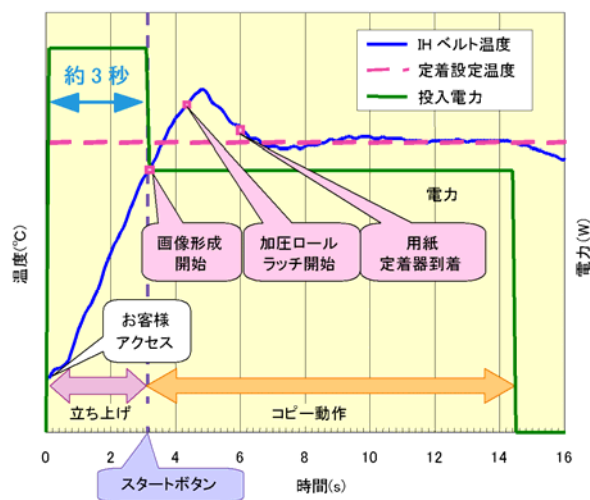 IHベルト温度
定着設定温度
投入電力
約3秒
電力
画像形成
開始
加圧ロール
ラッチ開始
用紙
定着器到着
お客様
アクセス
温度(℃)
電力(W)
立ち上げ
コピー動作
0 2 4 6 8 10 12 14 16
スタートボタン
時間(s)